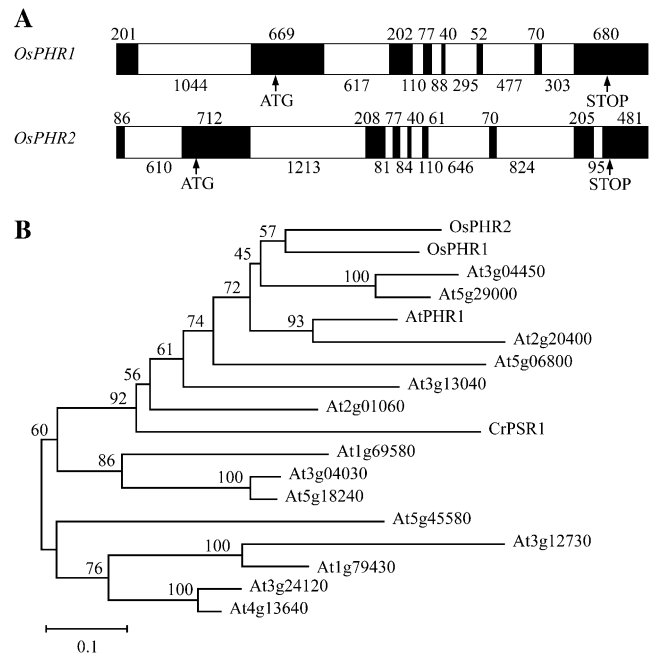 A
201 669 202 77 40 52 70 680
OsPHR1
1044 617 110 88 295 477 303
ATG STOP
86 712 208 77 40 61 70 205 481
OsPHR2
610 1213 81 84 110 646 824 95
ATG STOP
B
OsPHR2
57
OsPHR1
45
At3g04450
100
At5g29000
72
AtPHR1
93
At2g20400
74
At5g06800
61
At3g13040
56
At2g01060
92
CrPSR1
60
At1g69580
86
At3g04030
100
At5g18240
At5g45580
At3g12730
100
At1g79430
76
At3g24120
100
At4g13640
0.1